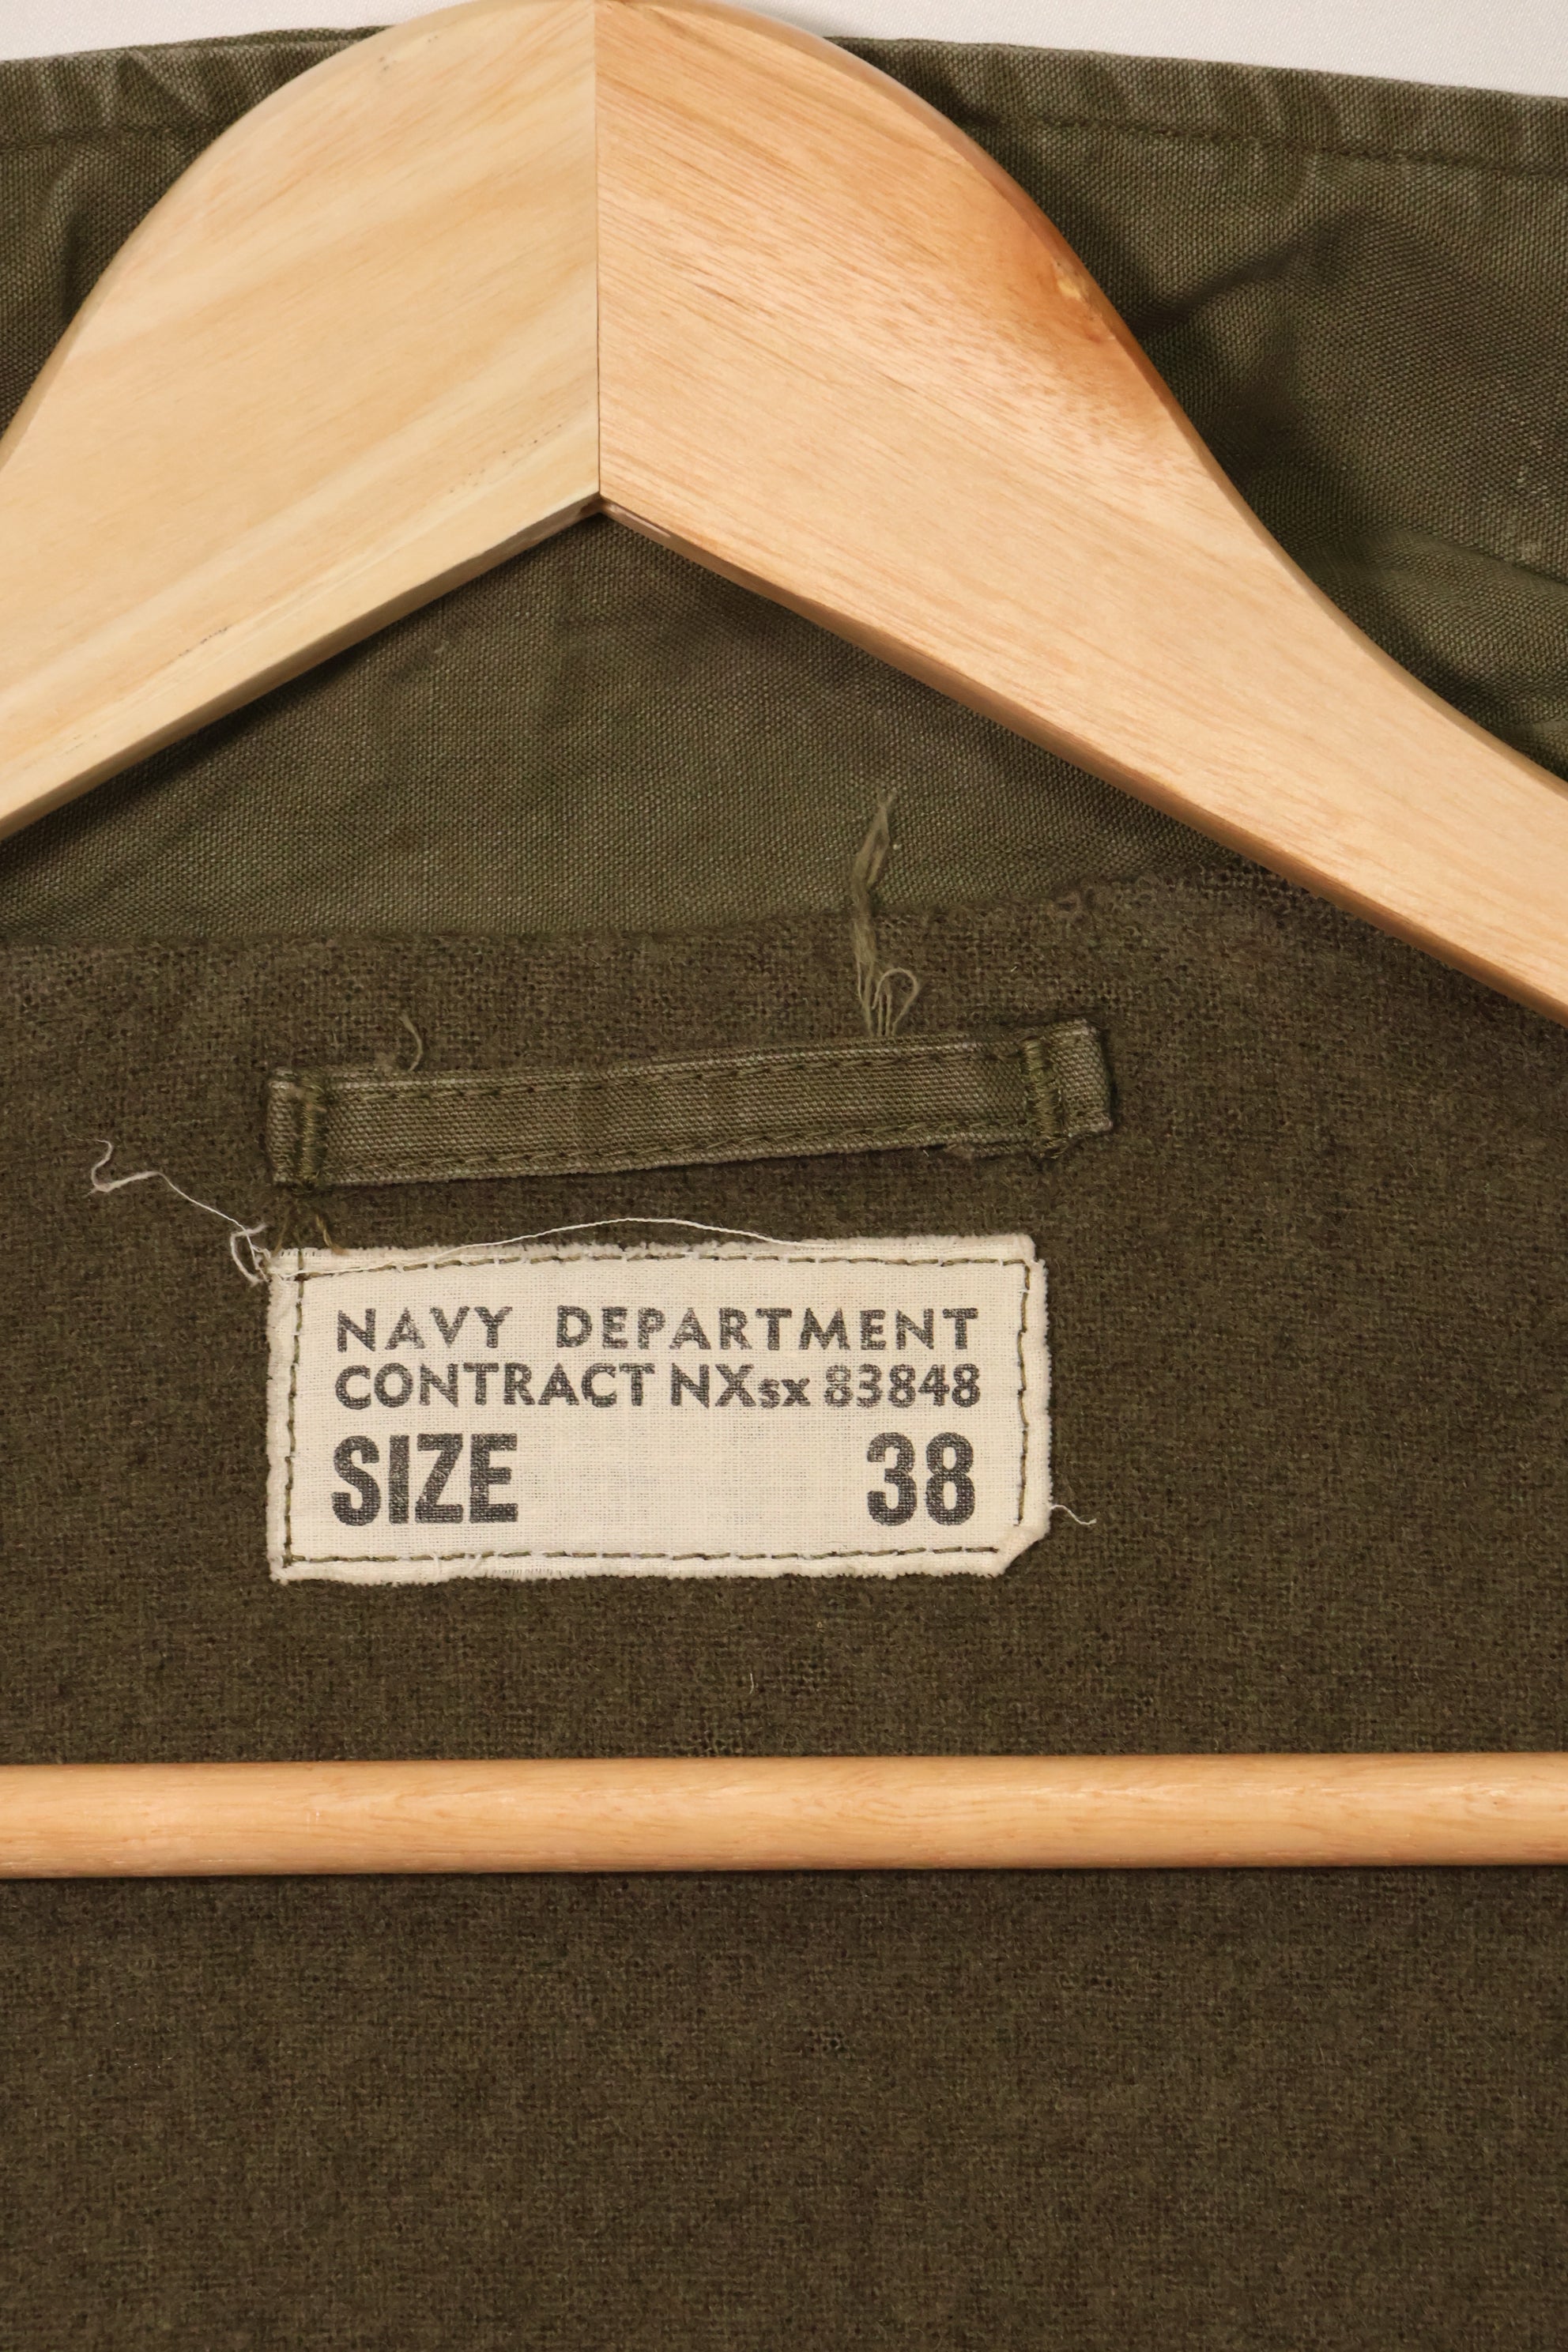 NAVY DEPARTMENT
CONTRACT NXsx 83848
SIZE 38